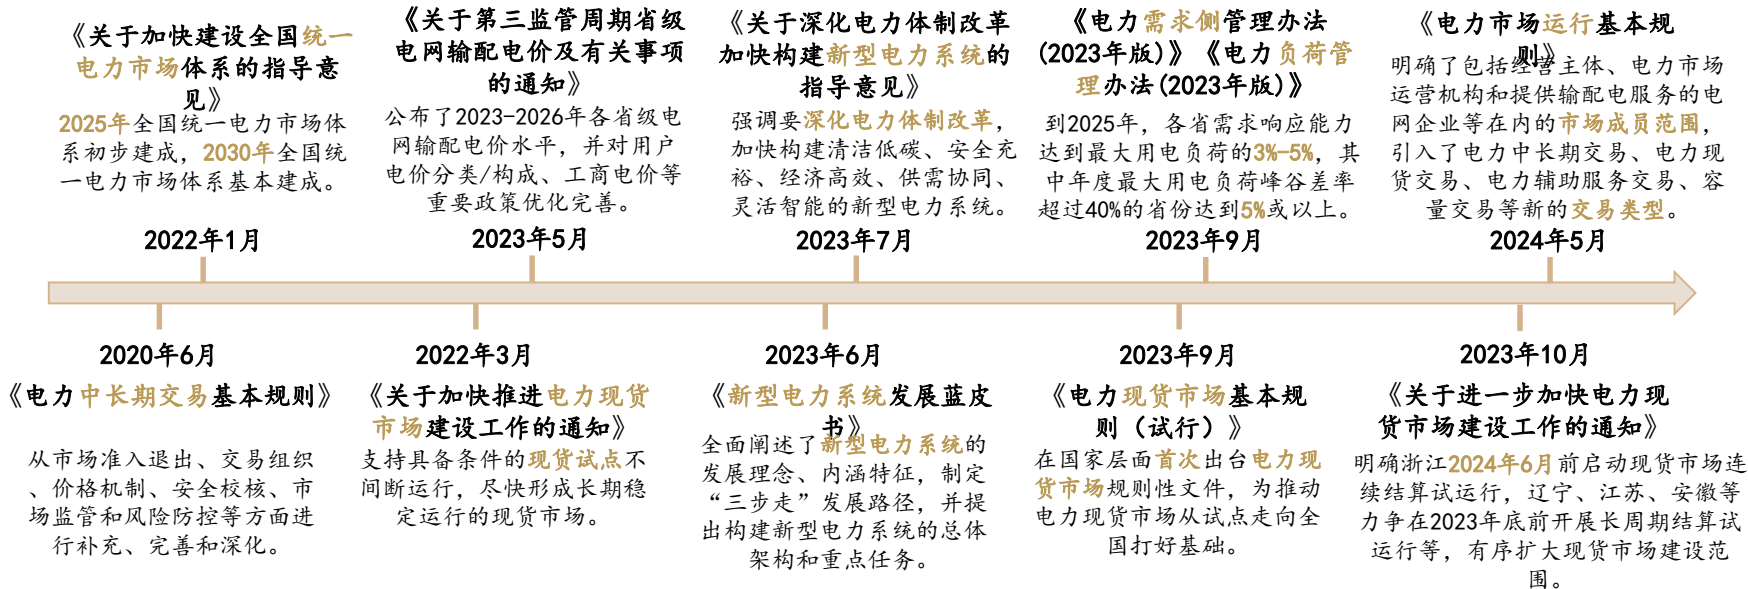 《关于加快建设全国统一
电力市场体系的指导意
见》
2025年全国统一电力市场体
系初步建成，2030年全国统
一电力市场体系基本建成。
2022年1月
《关于第三监管周期省级
电网输配电价及有关事项
的通知》
公布了2023-2026年各省级电
网输配电价水平，并对用户
电价分类/构成、工商电价等
重要政策优化完善。
2023年5月
《关于深化电力体制改革
加快构建新型电力系统的
指导意见》
强调要深化电力体制改革，
加快构建清洁低碳、安全充
裕、经济高效、供需协同、
灵活智能的新型电力系统。
2023年7月
《电力需求侧管理办法
(2023年版)》《电力负荷管
理办法(2023年版)》
到2025年，各省需求响应能力
达到最大用电负荷的3%-5%，其
中年度最大用电负荷峰谷差率
超过40%的省份达到5%或以上。
2023年9月
《电力市场运行基本规
则》
明确了包括经营主体、电力市场
运营机构和提供输配电服务的电
网企业等在内的市场成员范围，
引入了电力中长期交易、电力现
货交易、电力辅助服务交易、容
量交易等新的交易类型。
2024年5月
2020年6月
《电力中长期交易基本规则》
从市场准入退出、交易组织
、价格机制、安全校核、市
场监管和风险防控等方面进
行补充、完善和深化。
2022年3月
《关于加快推进电力现货
市场建设工作的通知》
支持具备条件的现货试点不
间断运行，尽快形成长期稳
定运行的现货市场。
2023年6月
《新型电力系统发展蓝皮
书》
全面阐述了新型电力系统的
发展理念、内涵特征，制定
“三步走”发展路径，并提
出构建新型电力系统的总体
架构和重点任务。
2023年9月
《电力现货市场基本规
则（试行）》
在国家层面首次出台电力现
货市场规则性文件，为推动
电力现货市场从试点走向全
国打好基础。
2023年10月
《关于进一步加快电力现
货市场建设工作的通知》
明确浙江2024年6月前启动现货市场连
续结算试运行，辽宁、江苏、安徽等
力争在2023年底前开展长周期结算试
运行等，有序扩大现货市场建设范
围。